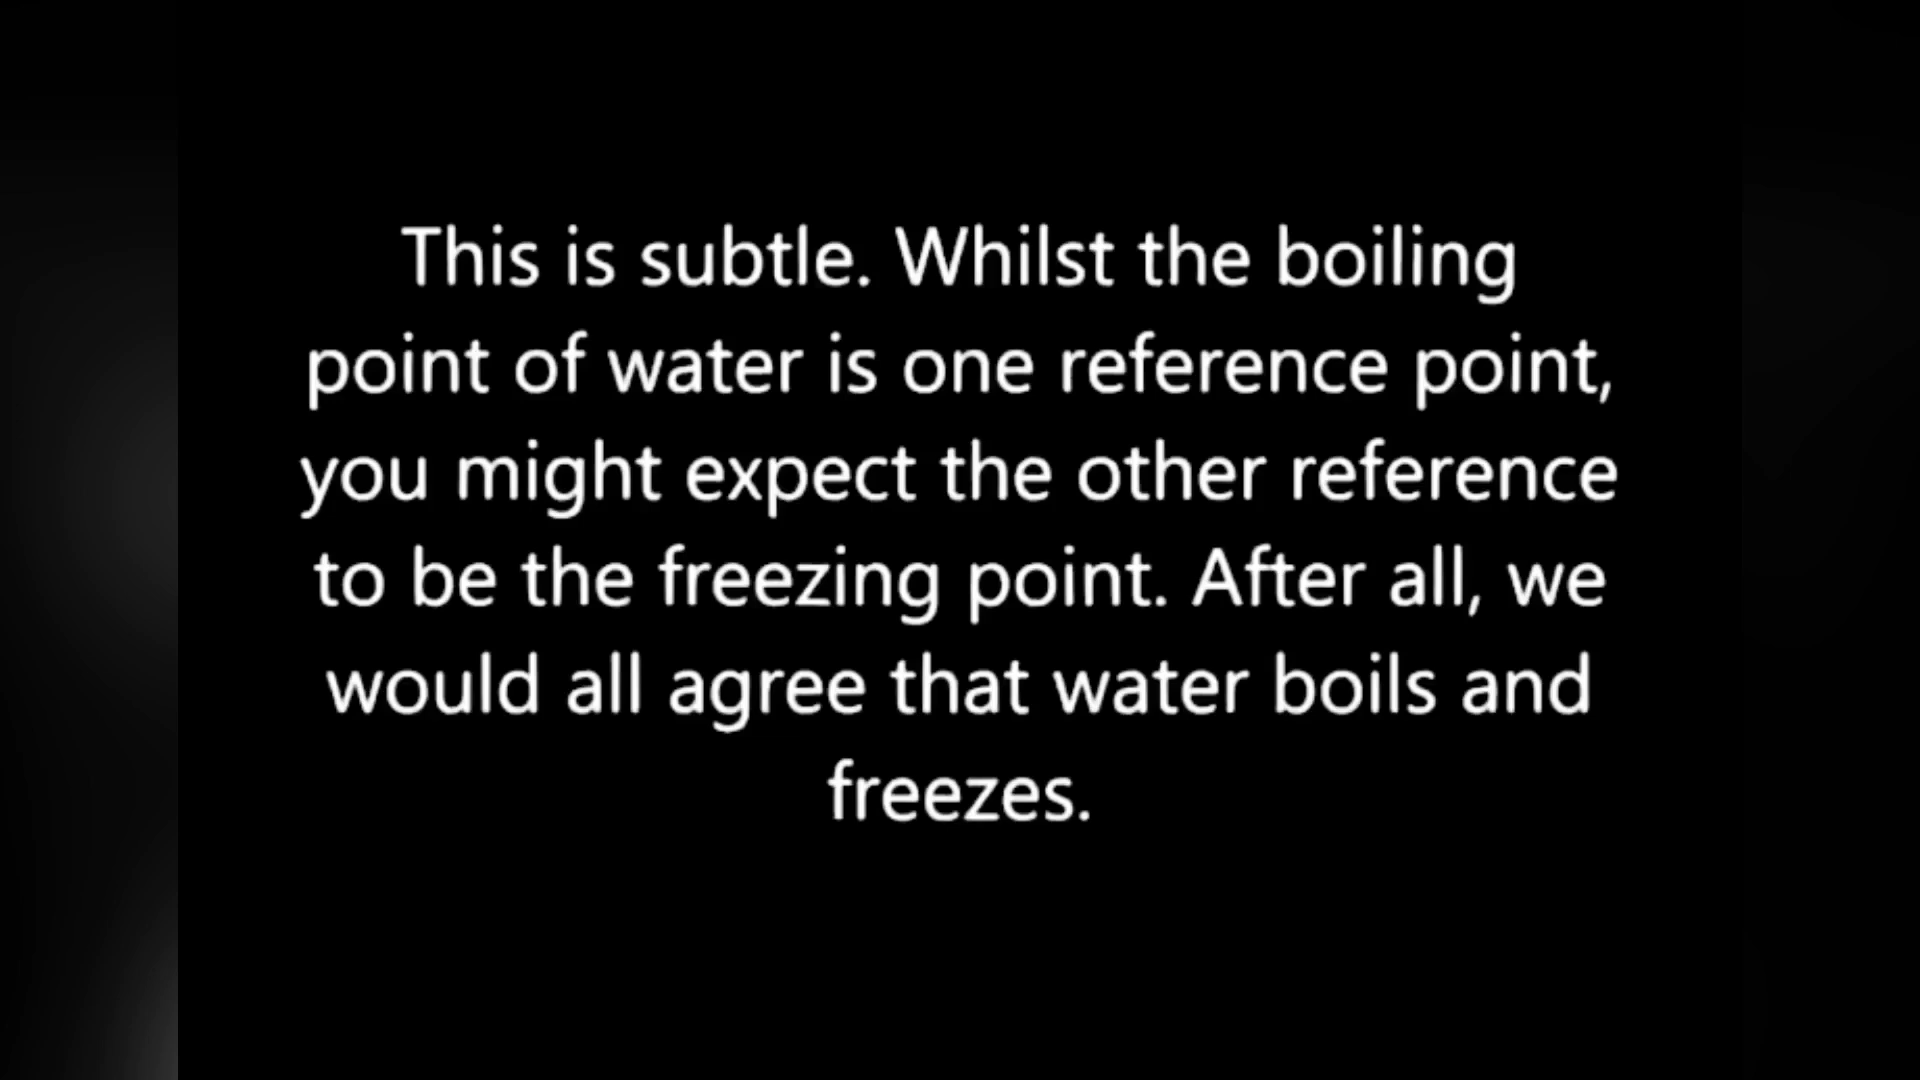 This is subtle. Whilst the boiling
point of water is one reference point,
you might expect the other reference
to be the freezing point. After all, we
would all agree that water boils and
freezes.